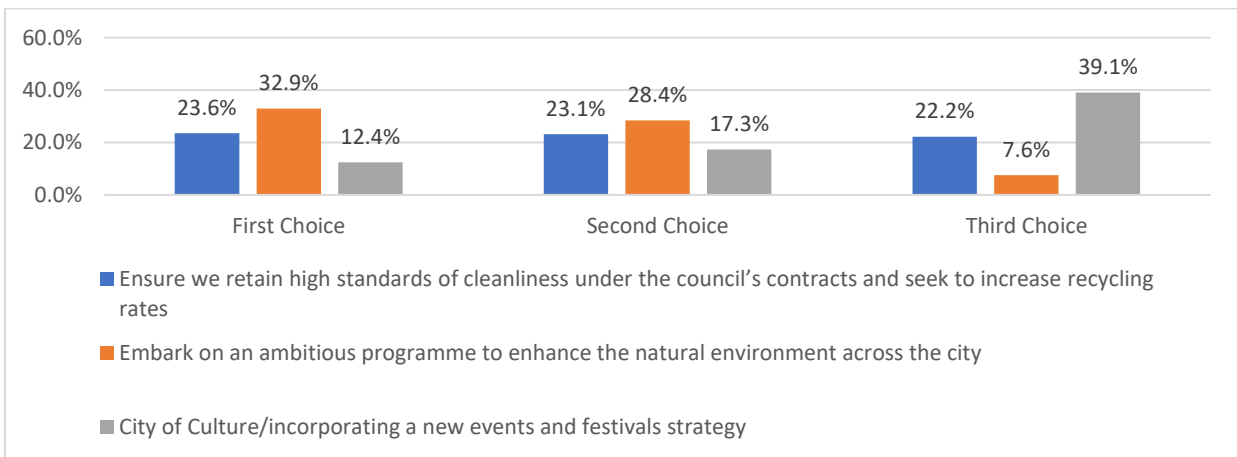 60.0%
40.0%
20.0%
0.0%
23.6%
32.9%
12.4%
23.1%
28.4%
17.3%
22.2%
7.6%
39.1%
First Choice
Second Choice
Third Choice
Ensure we retain high standards of cleanliness under the council’s contracts and seek to increase recycling
rates
Embark on an ambitious programme to enhance the natural environment across the city
City of Culture/incorporating a new events and festivals strategy